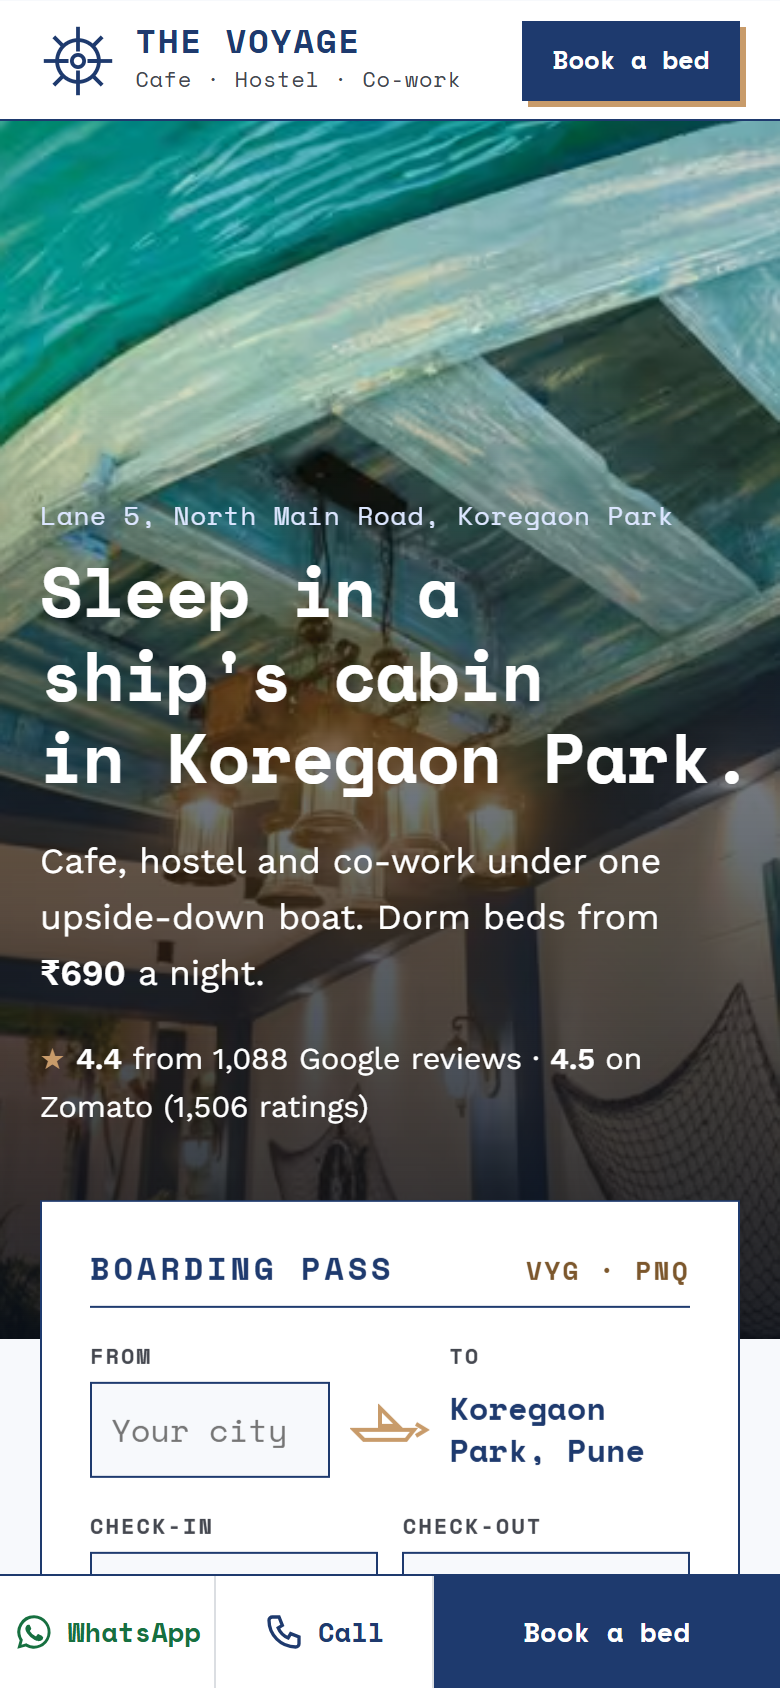 THE VOYAGE
Cafe · Hostel · Co-work
Book a bed
Lane 5, North Main Road, Koregaon Park
Sleep in a
ship's cabin
in Koregaon Park.
Cafe, hostel and co-work under one
upside-down boat. Dorm beds from
₹690 a night.
★ 4.4 from 1,088 Google reviews · 4.5 on
Zomato (1,506 ratings)
BOARDING PASS
VYG · PNQ
FROM
TO
Your city
Koregaon
Park, Pune
CHECK-IN
CHECK-OUT
WhatsApp
Call
Book a bed